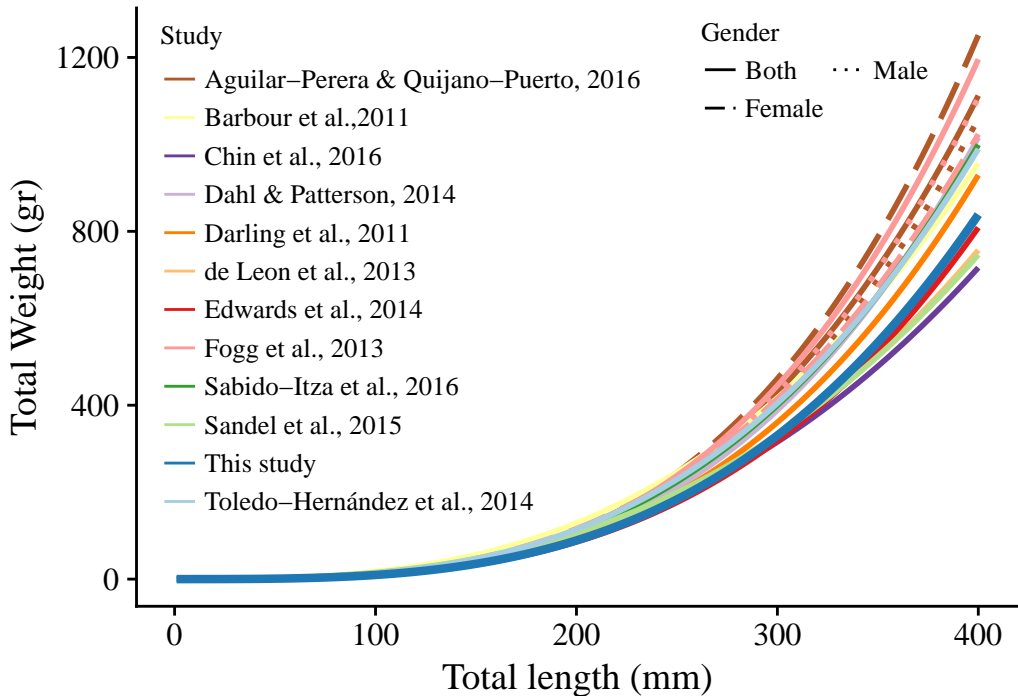 Study
Aguilar–Perera & Quijano–Puerto, 2016
Barbour et al.,2011
Chin et al., 2016
Dahl & Patterson, 2014
Darling et al., 2011
de Leon et al., 2013
Edwards et al., 2014
Fogg et al., 2013
Sabido–Itza et al., 2016
Sandel et al., 2015
This study
Toledo–Hernández et al., 2014
Gender
Both
Male
Female
Total Weight (gr)
1200
800
400
0
0 100 200 300 400
Total length (mm)